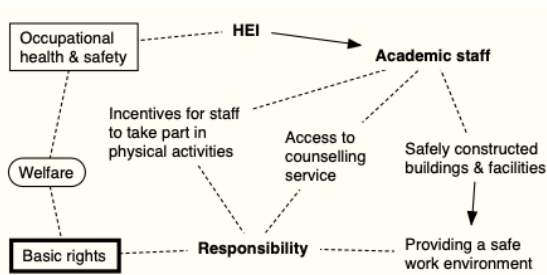 HEI
Occupational
health & safety
Academic staff
Incentives for staff
to take part in
physical activities
Access to
counselling
service
Safely constructed
buildings & facilities
Welfare
Basic rights
Responsibility
Providing a safe
work environment